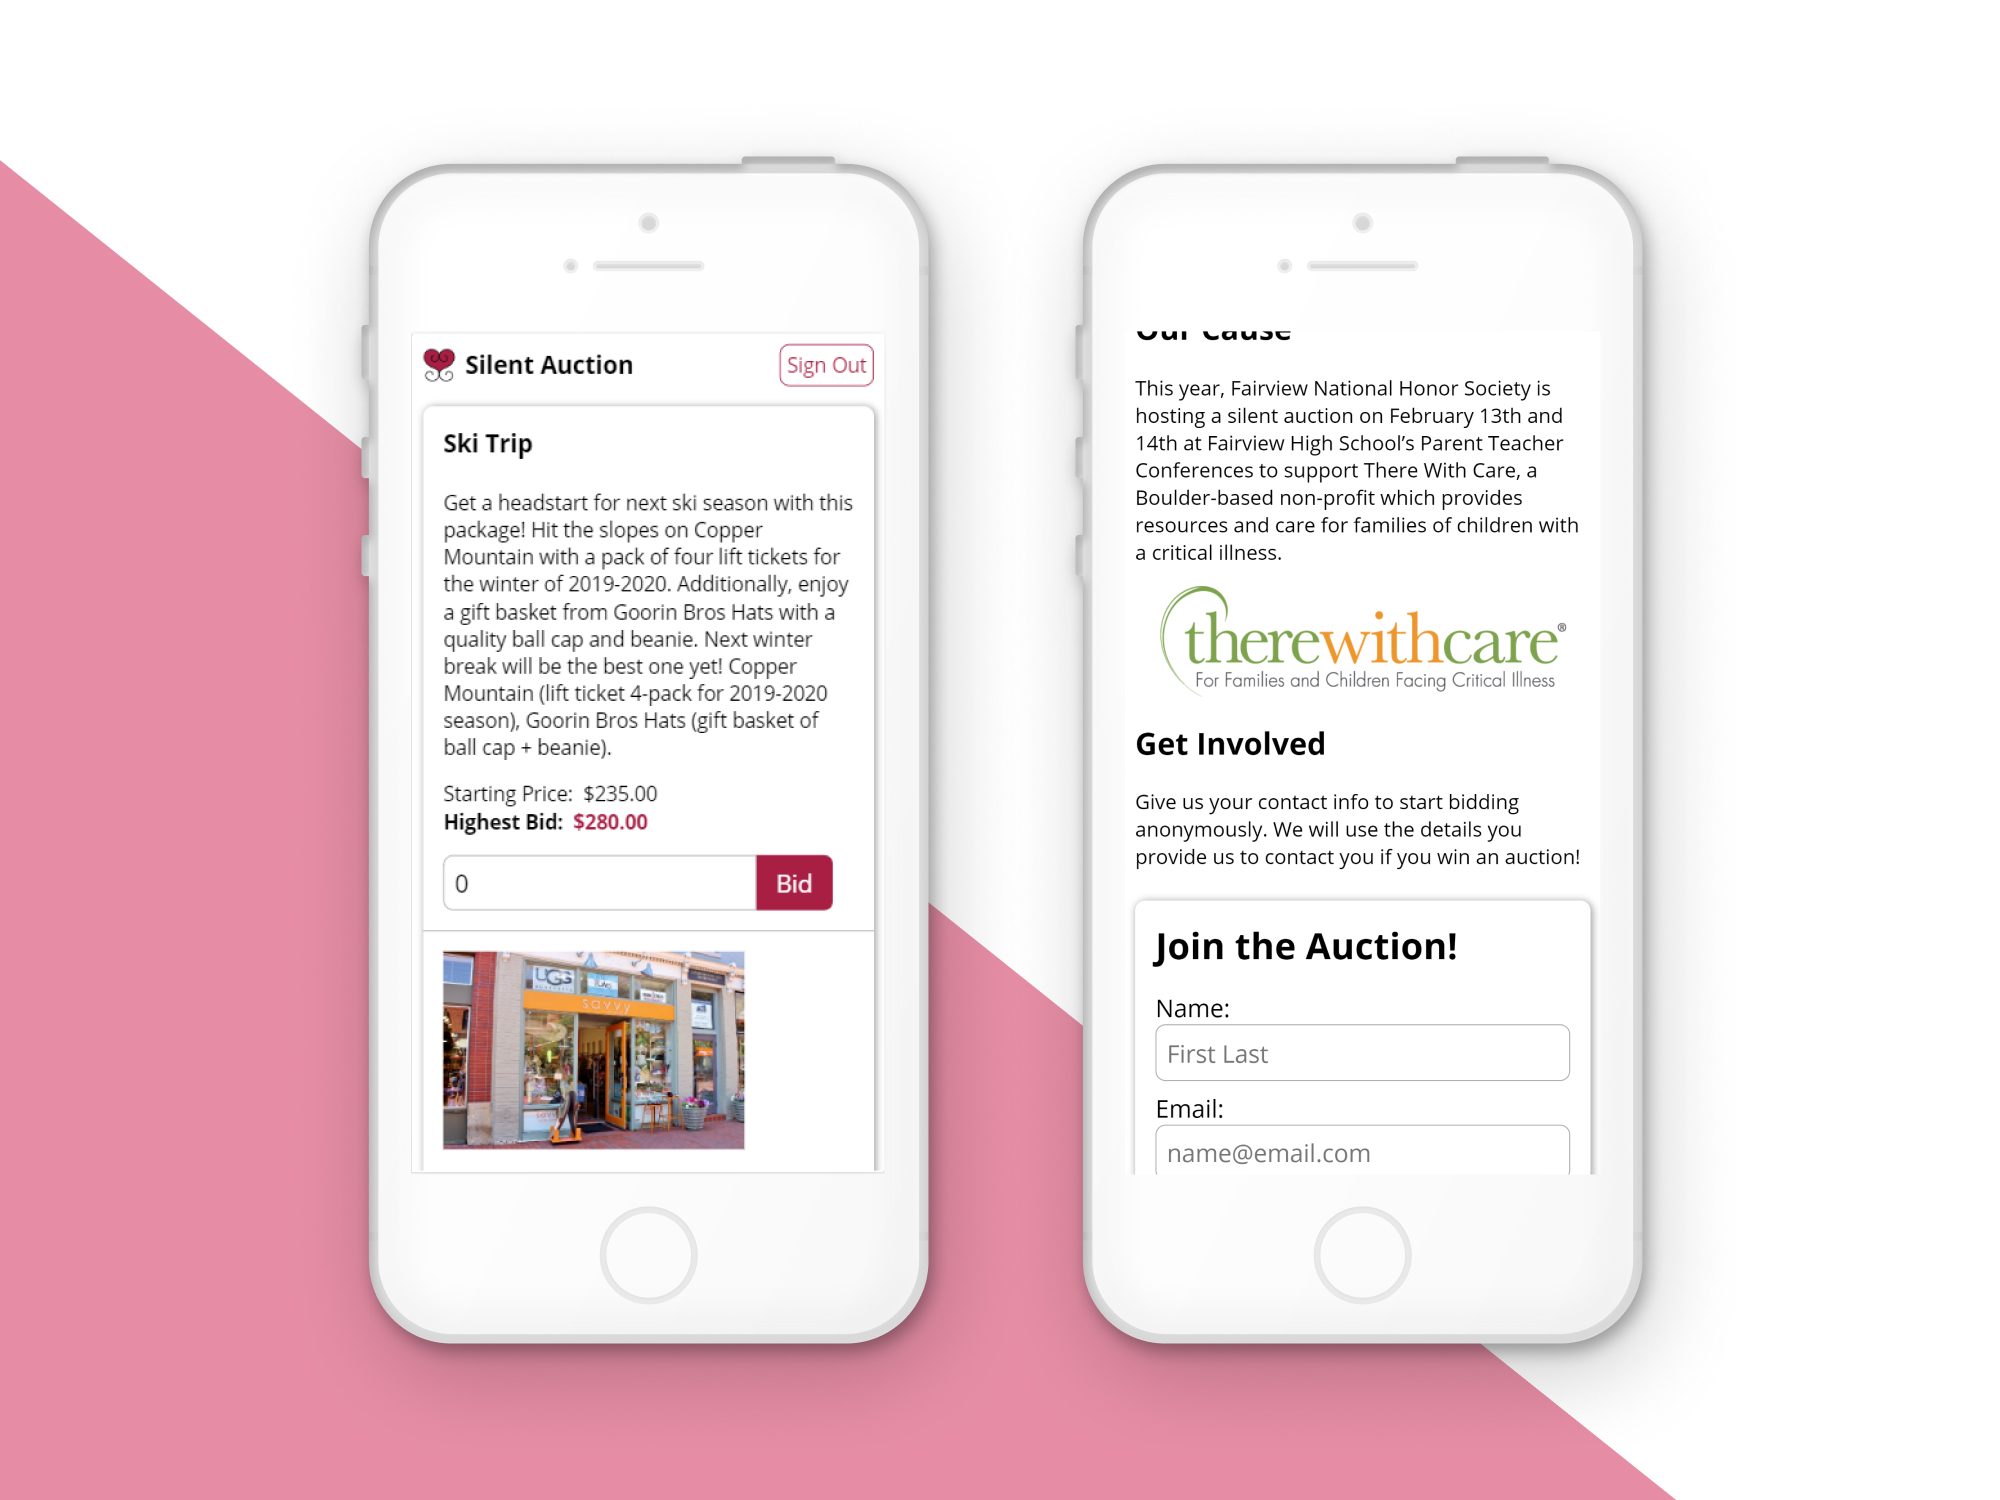 Silent Auction
Sign Out
Ski Trip
Get a headstart for next ski season with this
package! Hit the slopes on Copper
Mountain with a pack of four lift tickets for
the winter of 2019-2020. Additionally, enjoy
a gift basket from Goorin Bros Hats with a
quality ball cap and beanie. Next winter
break will be the best one yet! Copper
Mountain (lift ticket 4-pack for 2019-2020
season), Goorin Bros Hats (gift basket of
ball cap + beanie).
Starting Price: $235.00
Highest Bid: $280.00
0
Bid
UGG
savvy
Our Cause
This year, Fairview National Honor Society is
hosting a silent auction on February 13th and
14th at Fairview High School’s Parent Teacher
Conferences to support There With Care, a
Boulder-based non-profit which provides
resources and care for families of children with
a critical illness.
therewithcare®
For Families and Children Facing Critical Illness
Get Involved
Give us your contact info to start bidding
anonymously. We will use the details you
provide us to contact you if you win an auction!
Join the Auction!
Name:
First Last
Email:
name@email.com